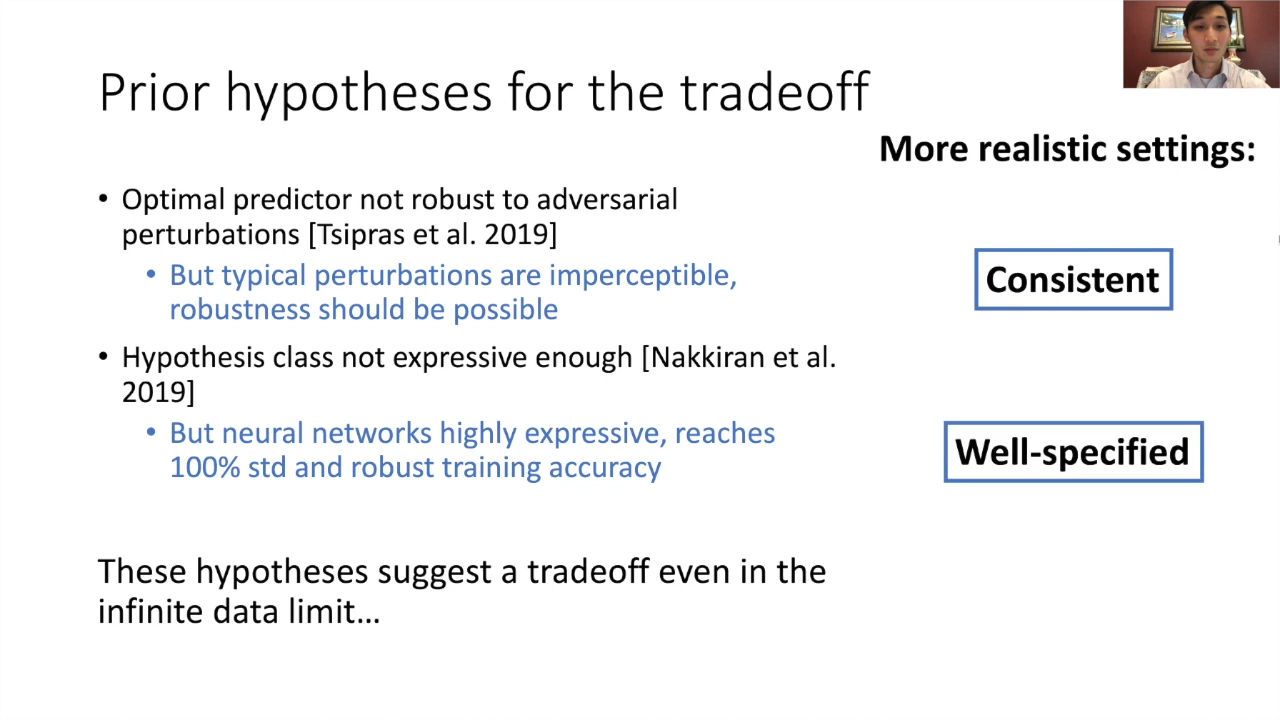 Prior hypotheses for the tradeoff
More realistic settings:
• Optimal predictor not robust to adversarial
perturbations [Tsipras et al. 2019]
• But typical perturbations are imperceptible,
robustness should be possible
Consistent
• Hypothesis class not expressive enough [Nakkiran et al.
2019]
• But neural networks highly expressive, reaches
100% std and robust training accuracy
Well-specified
These hypotheses suggest a tradeoff even in the
infinite data limit…